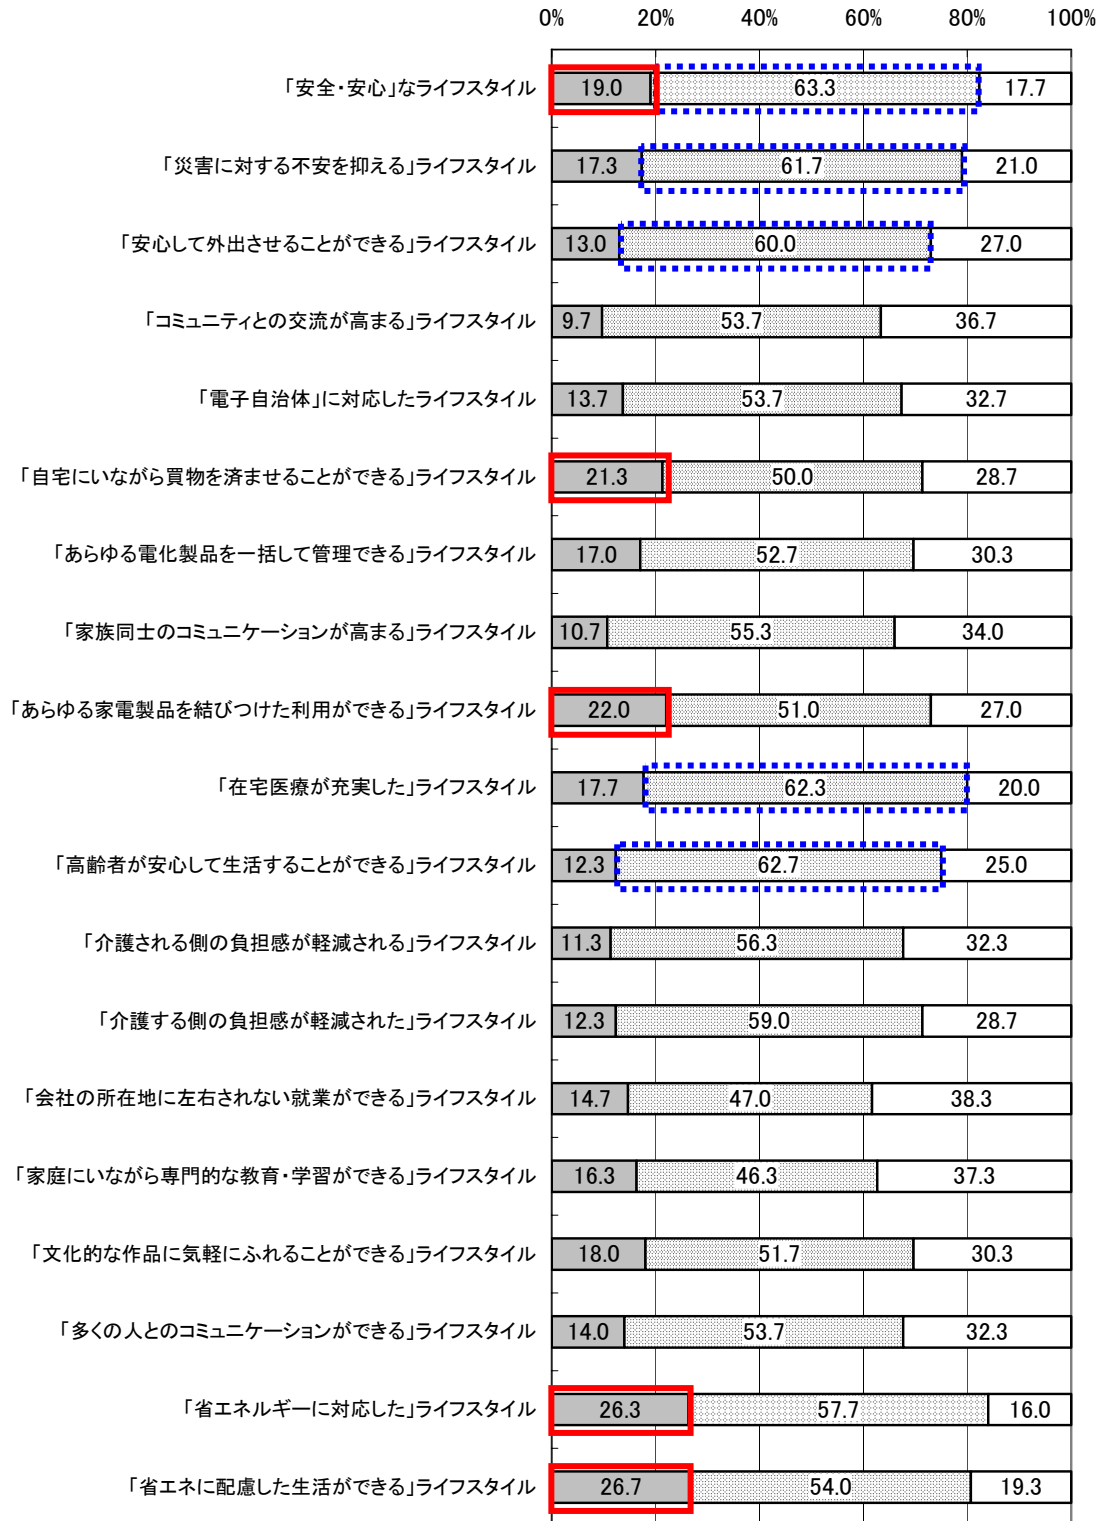 0% 20% 40% 60% 80% 100%
「安全・安心」なライフスタイル 19.0 63.3 17.7
「災害に対する不安を抑える」ライフスタイル 17.3 61.7 21.0
「安心して外出させることができる」ライフスタイル 13.0 60.0 27.0
「コミュニティとの交流が高まる」ライフスタイル 9.7 53.7 36.7
「電子自治体」に対応したライフスタイル 13.7 53.7 32.7
「自宅にいながら買物を済ませることができる」ライフスタイル 21.3 50.0 28.7
「あらゆる電化製品を一括して管理できる」ライフスタイル 17.0 52.7 30.3
「家族同士のコミュニケーションが高まる」ライフスタイル 10.7 55.3 34.0
「あらゆる家電製品を結びつけた利用ができる」ライフスタイル 22.0 51.0 27.0
「在宅医療が充実した」ライフスタイル 17.7 62.3 20.0
「高齢者が安心して生活することができる」ライフスタイル 12.3 62.7 25.0
「介護される側の負担感が軽減される」ライフスタイル 11.3 56.3 32.3
「介護する側の負担感が軽減された」ライフスタイル 12.3 59.0 28.7
「会社の所在地に左右されない就業ができる」ライフスタイル 14.7 47.0 38.3
「家庭にいながら専門的な教育・学習ができる」ライフスタイル 16.3 46.3 37.3
「文化的な作品に気軽にふれることができる」ライフスタイル 18.0 51.7 30.3
「多くの人とのコミュニケーションができる」ライフスタイル 14.0 53.7 32.3
「省エネルギーに対応した」ライフスタイル 26.3 57.7 16.0
「省エネに配慮した生活ができる」ライフスタイル 26.7 54.0 19.3